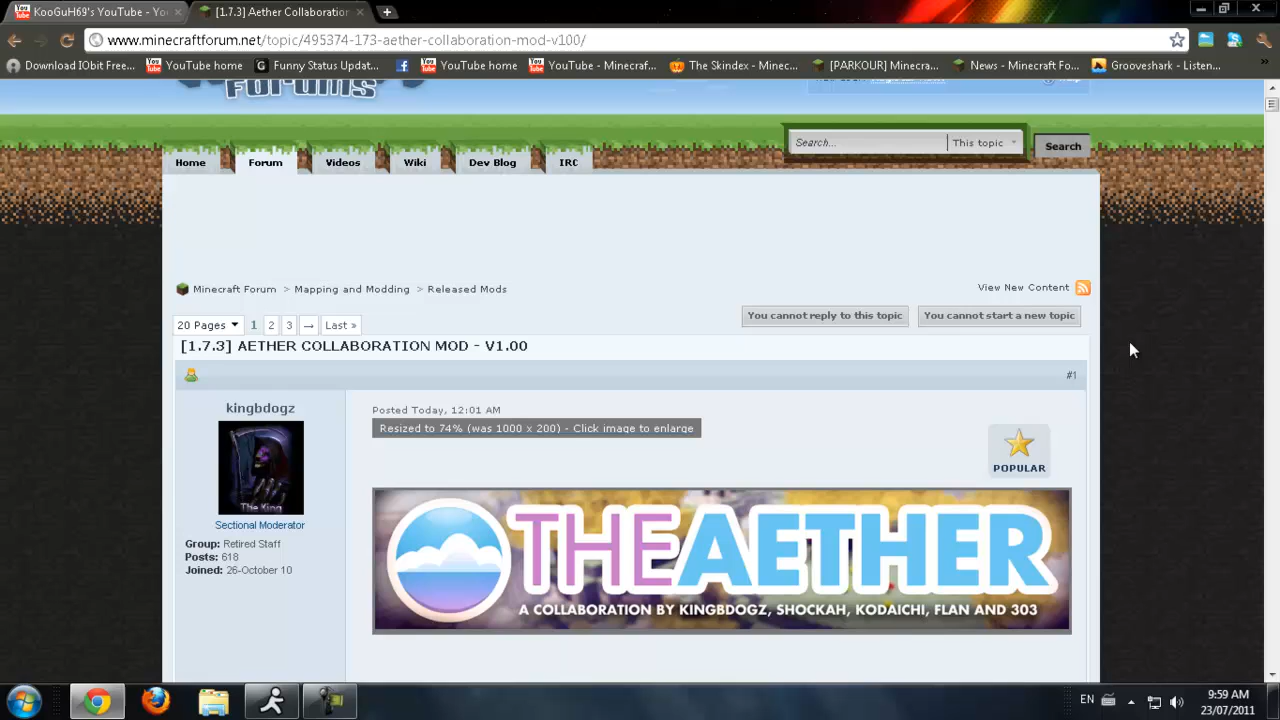 KooGuH69's YouTube - Yo
[1.7.3] Aether Collaboration
www.minecraftforum.net/topic/495374-173-aether-collaboration-mod-v100/
Download IObit Free... YouTube home Funny Status Updat... YouTube home YouTube - Minecraf... The Skindex - Minec... [PARKOUR] Minecra... News - Minecraft Fo... Grooveshark - Listen...
Forums
Search... This topic Search
Home Forum Videos Wiki Dev Blog IRC
Minecraft Forum > Mapping and Modding > Released Mods
View New Content
20 Pages 1 2 3 → Last »
You cannot reply to this topic You cannot start a new topic
[1.7.3] AETHER COLLABORATION MOD - V1.00
#1
kingbdogz
Posted Today, 12:01 AM
Resized to 74% (was 1000 x 200) - Click image to enlarge
POPULAR
The King
Sectional Moderator
Group: Retired Staff
Posts: 618
Joined: 26-October 10
THE AETHER
A COLLABORATION BY KINGBDOGZ, SHOCKAH, KODAICHI, FLAN AND 303
EN
9:59 AM
23/07/2011